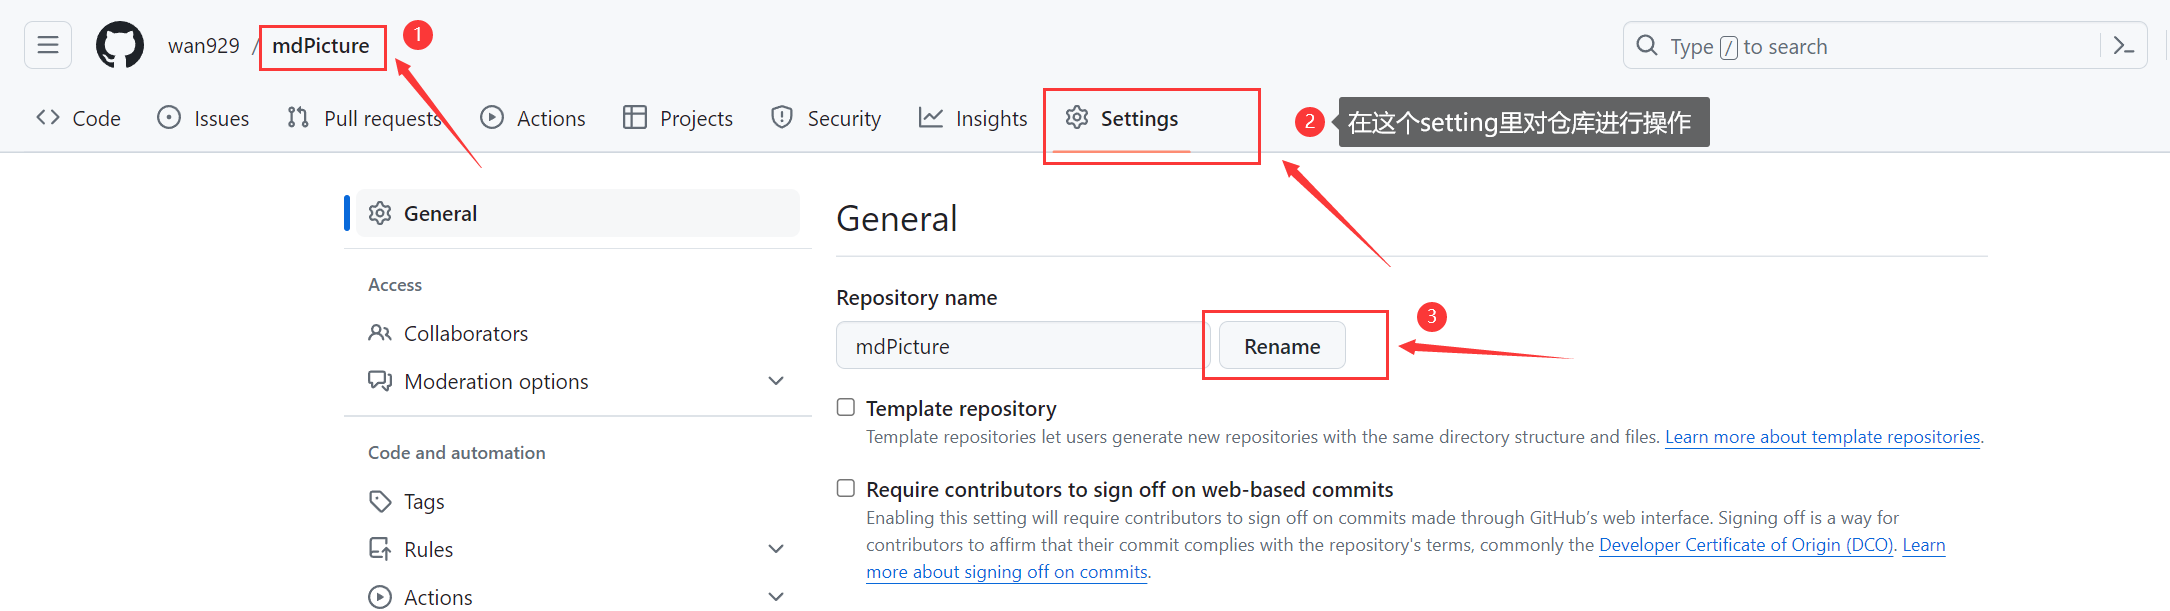 wan929 / mdPicture 1
Type / to search
Code Issues Pull requests Actions Projects Security Insights Settings
2 在这个setting里对仓库进行操作
General
Access
Collaborators
Moderation options
Code and automation
Tags
Rules
Actions
General
Repository name
mdPicture Rename 3
Template repository
Template repositories let users generate new repositories with the same directory structure and files. Learn more about template repositories.
Require contributors to sign off on web-based commits
Enabling this setting will require contributors to sign off on commits made through GitHub’s web interface. Signing off is a way for
contributors to affirm that their commit complies with the repository's terms, commonly the Developer Certificate of Origin (DCO). Learn
more about signing off on commits.